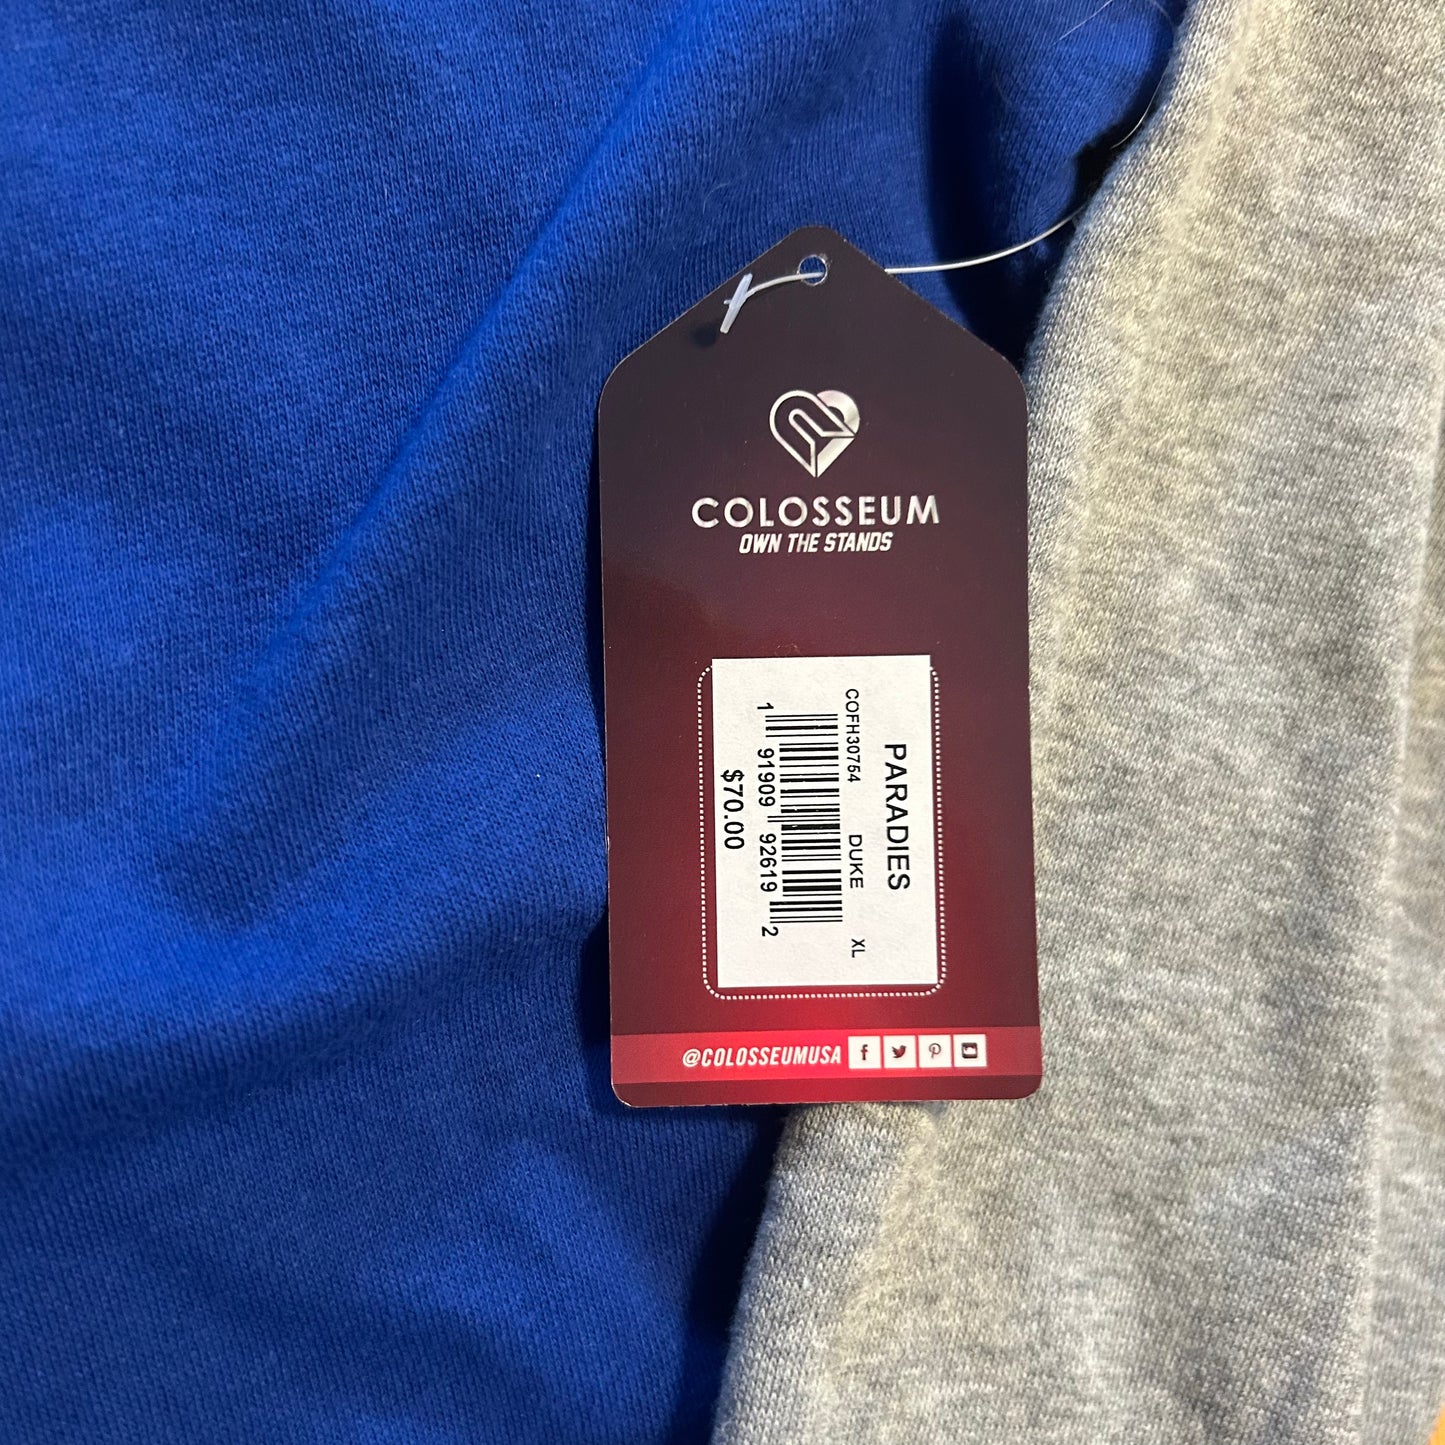 COLOSSEUM
OWN THE STANDS
PARADIES
COFH30754 DUKE XL
1 91909 92619 2
$70.00
@COLOSSEUMUSA